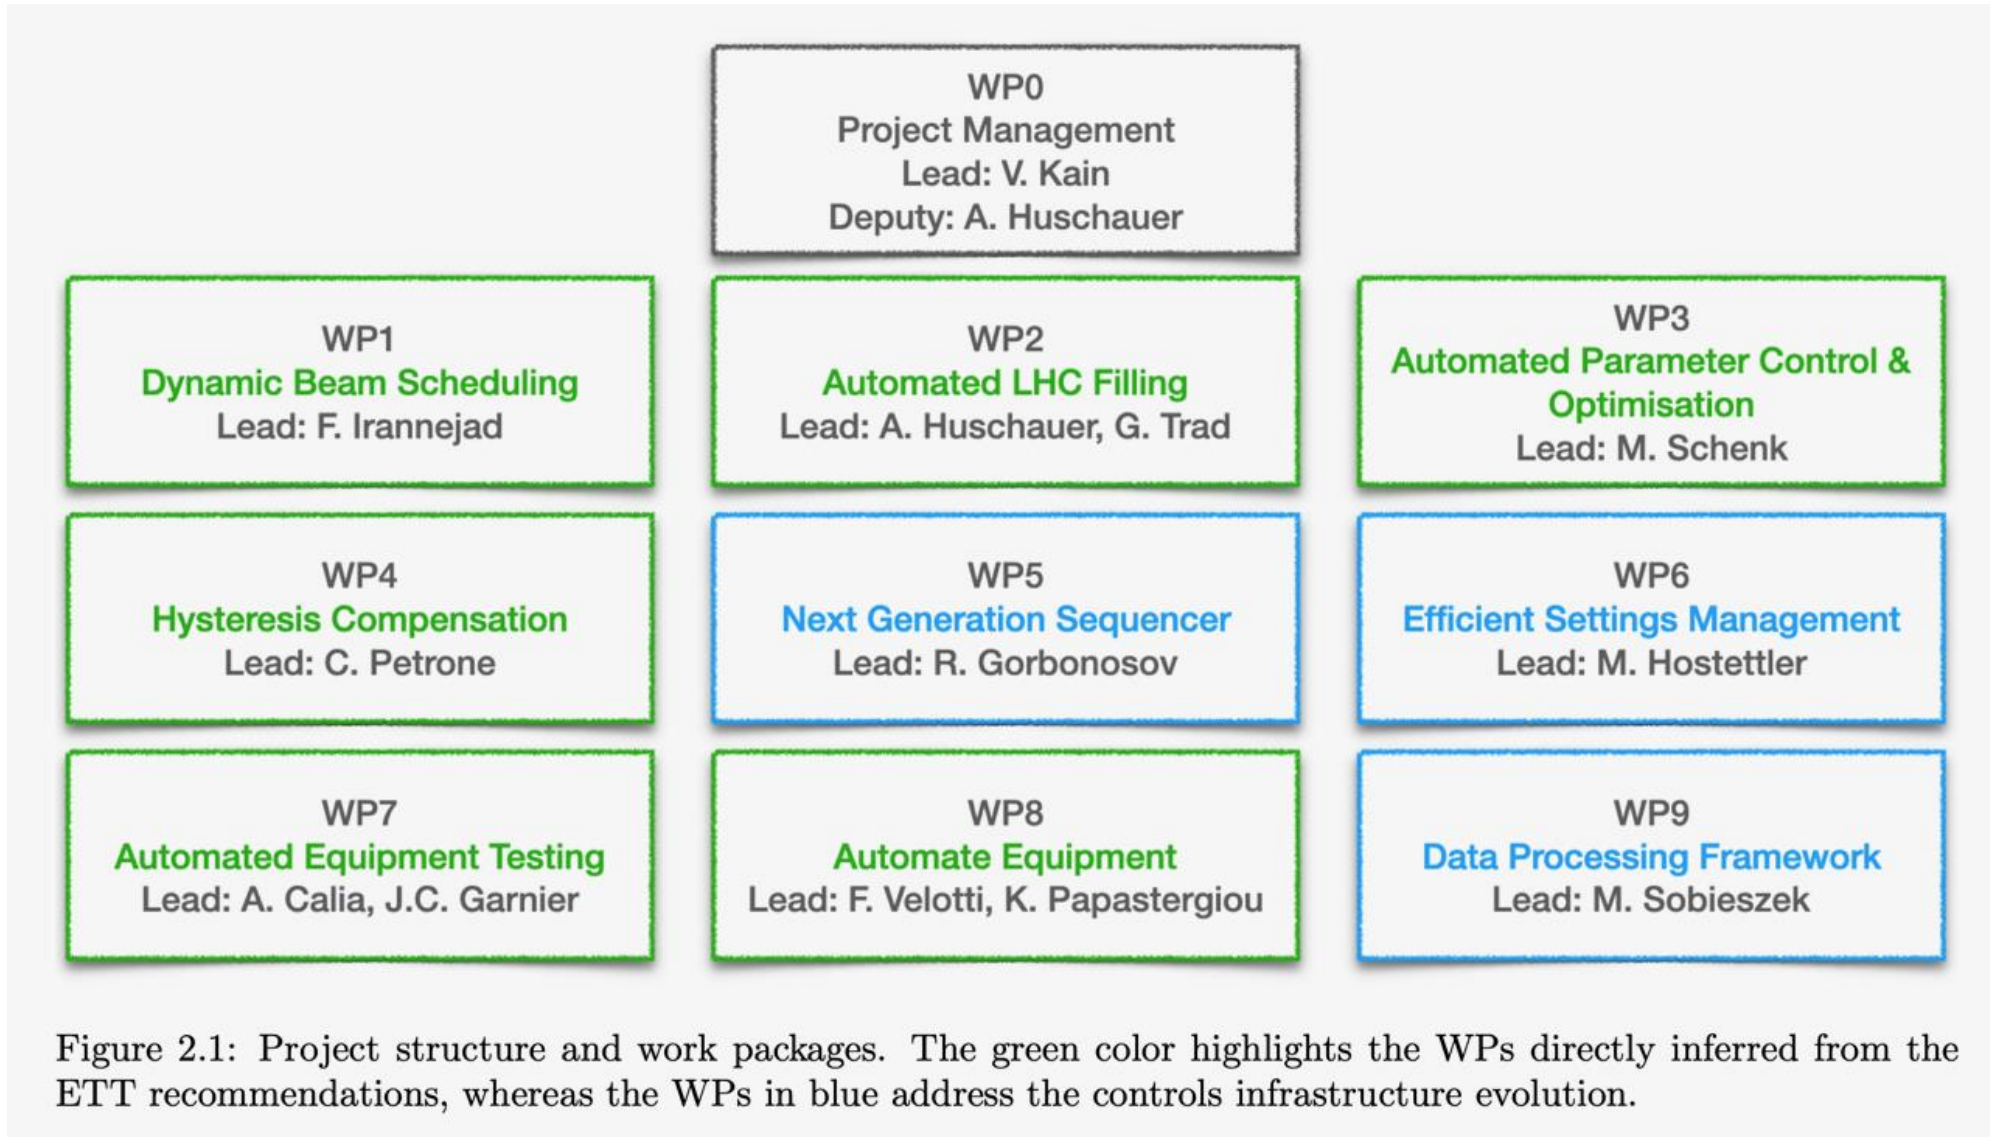 WP0
Project Management
Lead: V. Kain
Deputy: A. Huschauer
WP1
Dynamic Beam Scheduling
Lead: F. Irannejad
WP2
Automated LHC Filling
Lead: A. Huschauer, G. Trad
WP3
Automated Parameter Control &
Optimisation
Lead: M. Schenk
WP4
Hysteresis Compensation
Lead: C. Petrone
WP5
Next Generation Sequencer
Lead: R. Gorbonosov
WP6
Efficient Settings Management
Lead: M. Hostettler
WP7
Automated Equipment Testing
Lead: A. Calia, J.C. Garnier
WP8
Automate Equipment
Lead: F. Velotti, K. Papastergiou
WP9
Data Processing Framework
Lead: M. Sobieszek
Figure 2.1: Project structure and work packages. The green color highlights the WPs directly inferred from the
ETT recommendations, whereas the WPs in blue address the controls infrastructure evolution.